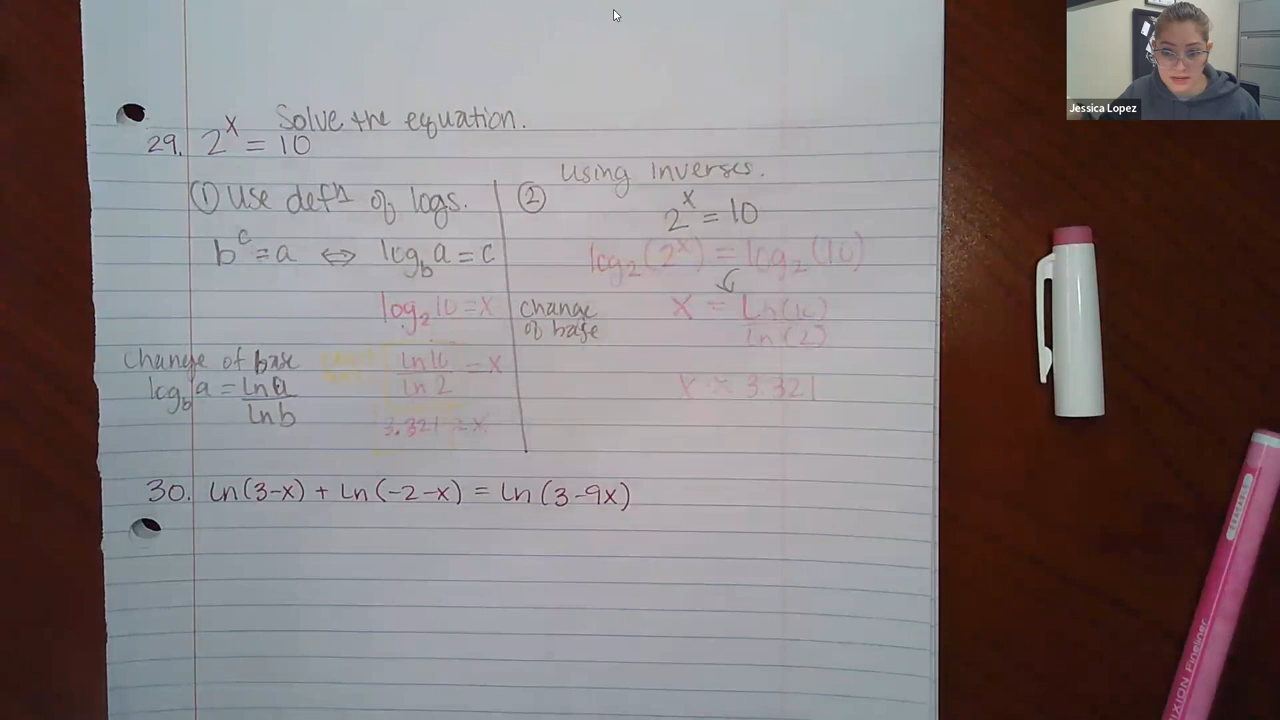 Solve the equation.
29. 2^x = 10
① Use def'n of logs.
b^c = a ⇔ log_b a = c
log_2 10 = x
Change of base
log_b a = ln a / ln b
ln 10 / ln 2 = x
3.321 ≈ x
② Using inverses.
2^x = 10
log_2 (2^x) = log_2 (10)
change of base
x = ln(10) / ln(2)
x ≈ 3.321
30. ln(3-x) + ln(-2-x) = ln(3-9x)
Jessica Lopez